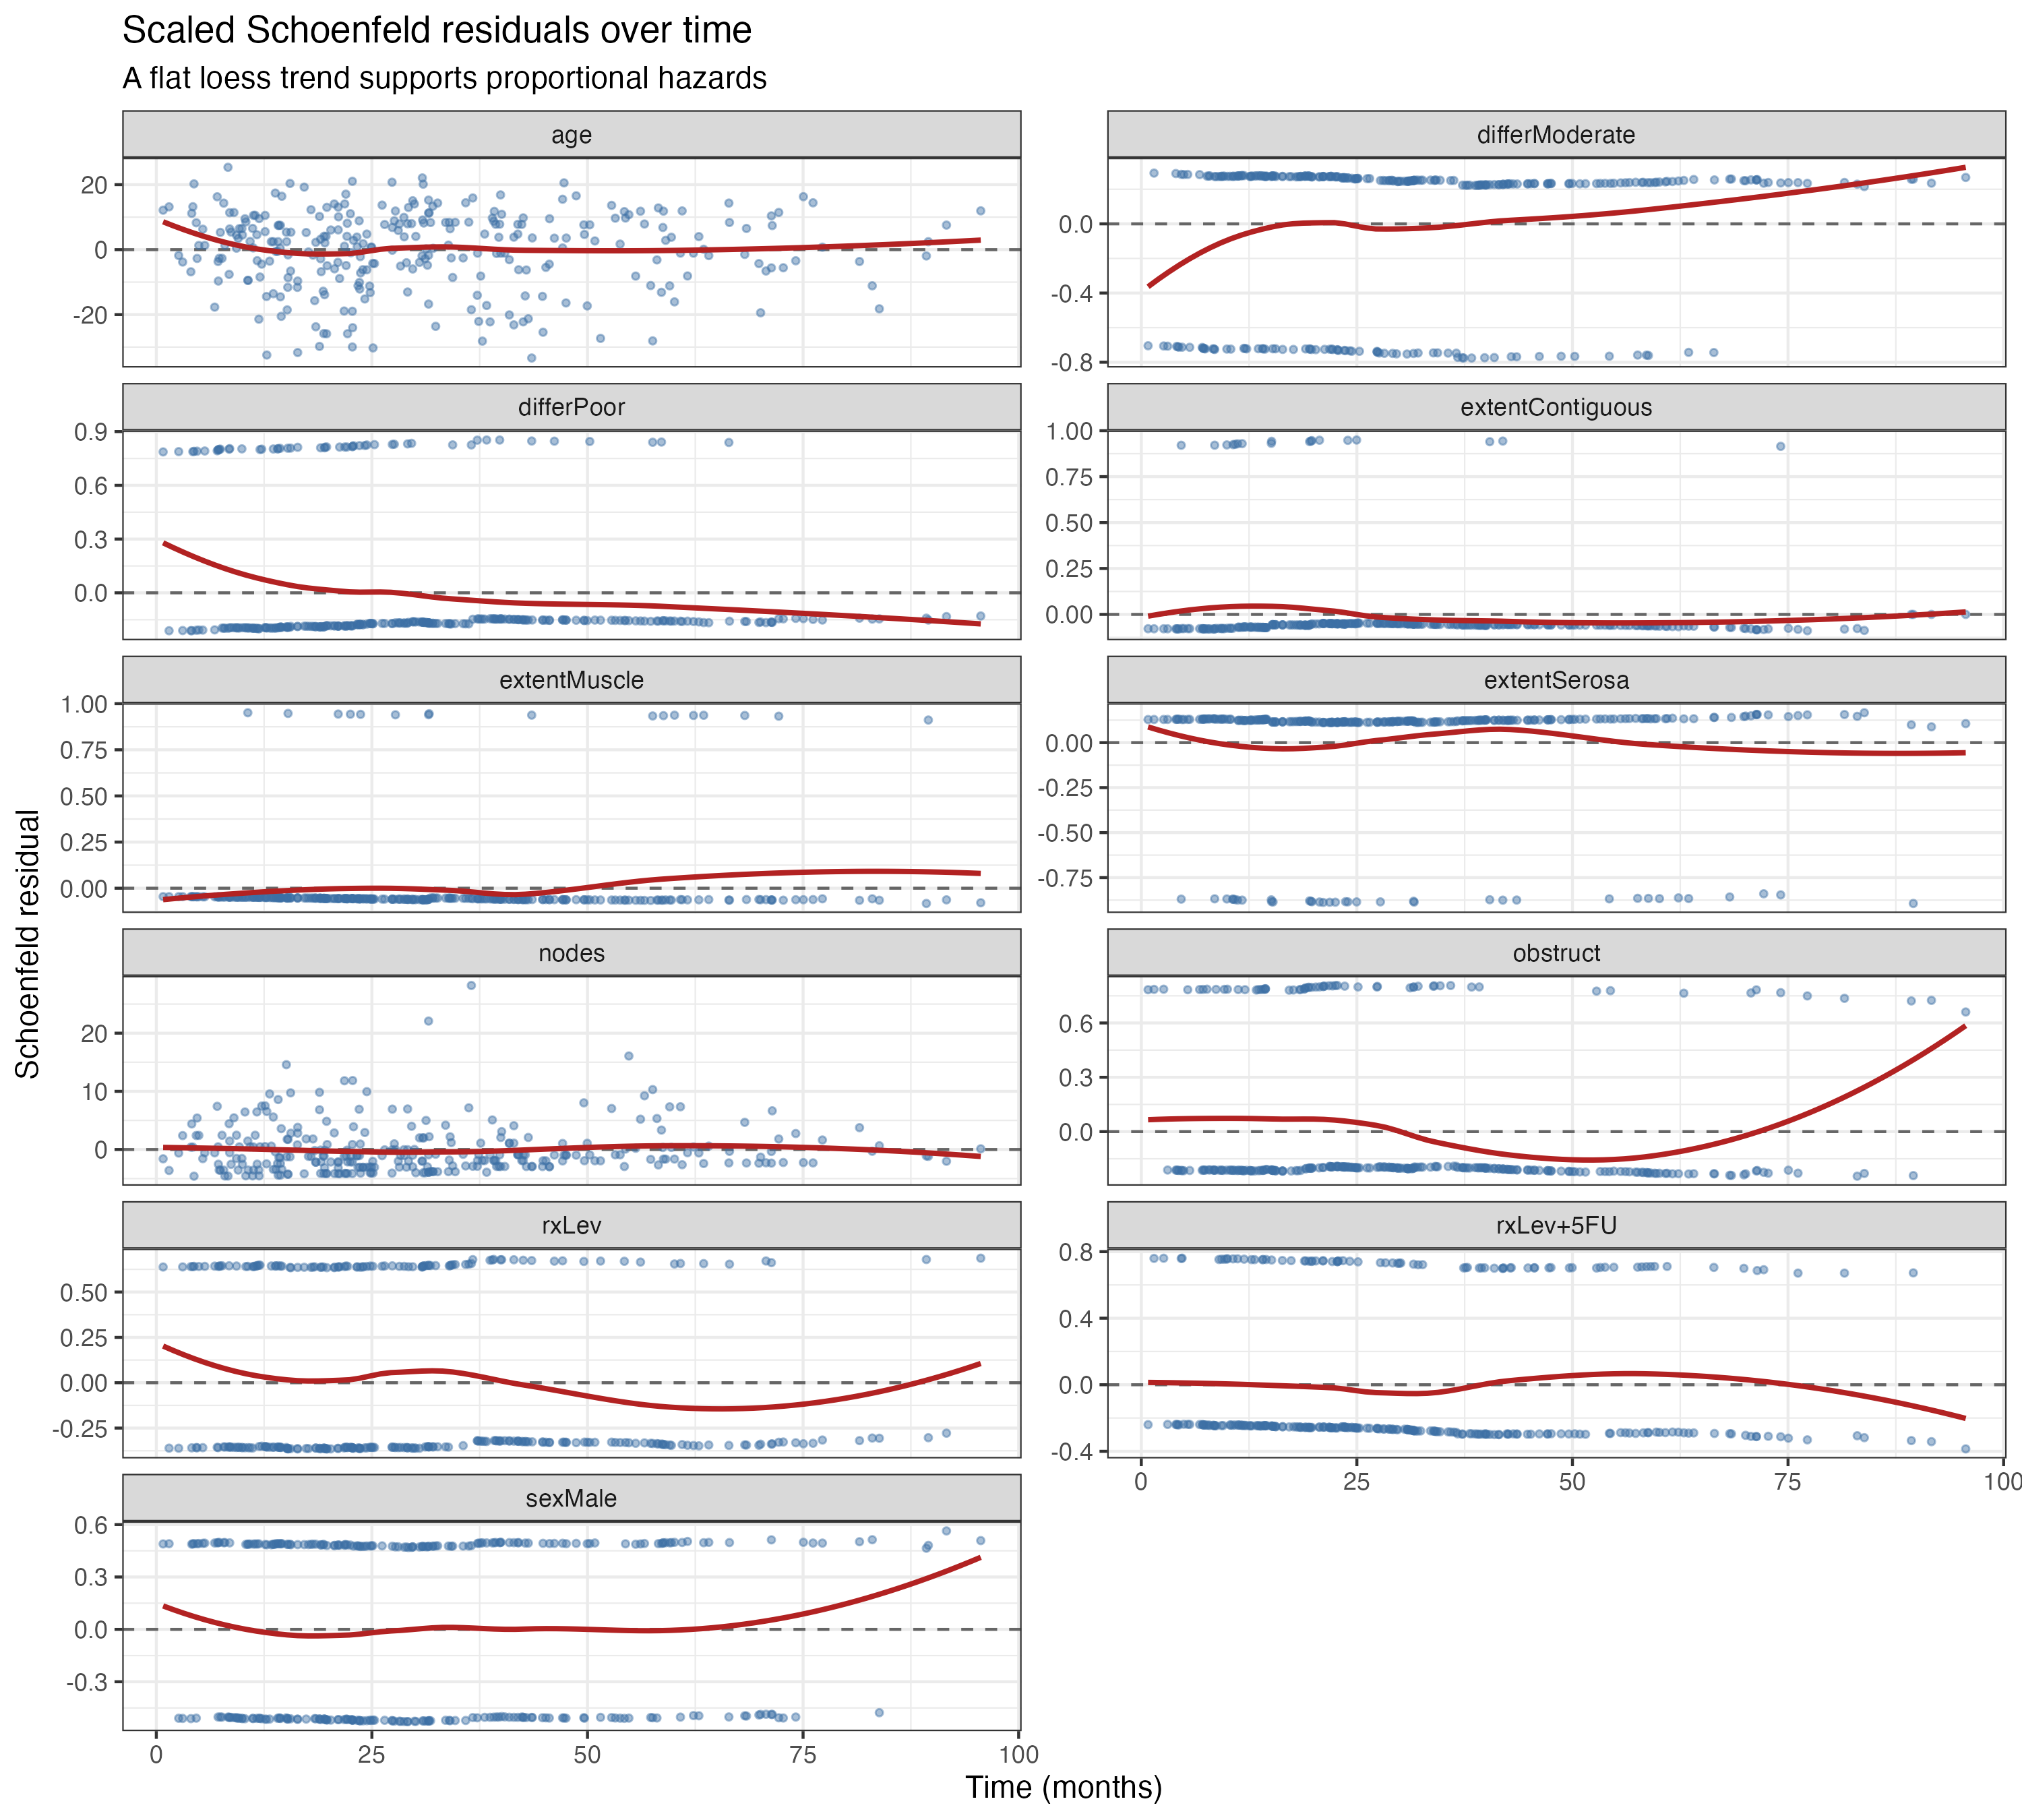 Scaled Schoenfeld residuals over time
A flat loess trend supports proportional hazards
age
20
0
-20
differModerate
0.0
-0.4
-0.8
differPoor
0.9
0.6
0.3
0.0
extentContiguous
1.00
0.75
0.50
0.25
0.00
extentMuscle
1.00
0.75
0.50
0.25
0.00
extentSerosa
0.00
-0.25
-0.50
-0.75
nodes
20
10
0
obstruct
0.6
0.3
0.0
rxLev
0.50
0.25
0.00
-0.25
rxLev+5FU
0.8
0.4
0.0
-0.4
0 25 50 75 100
sexMale
0.6
0.3
0.0
-0.3
0 25 50 75 100
Schoenfeld residual
Time (months)